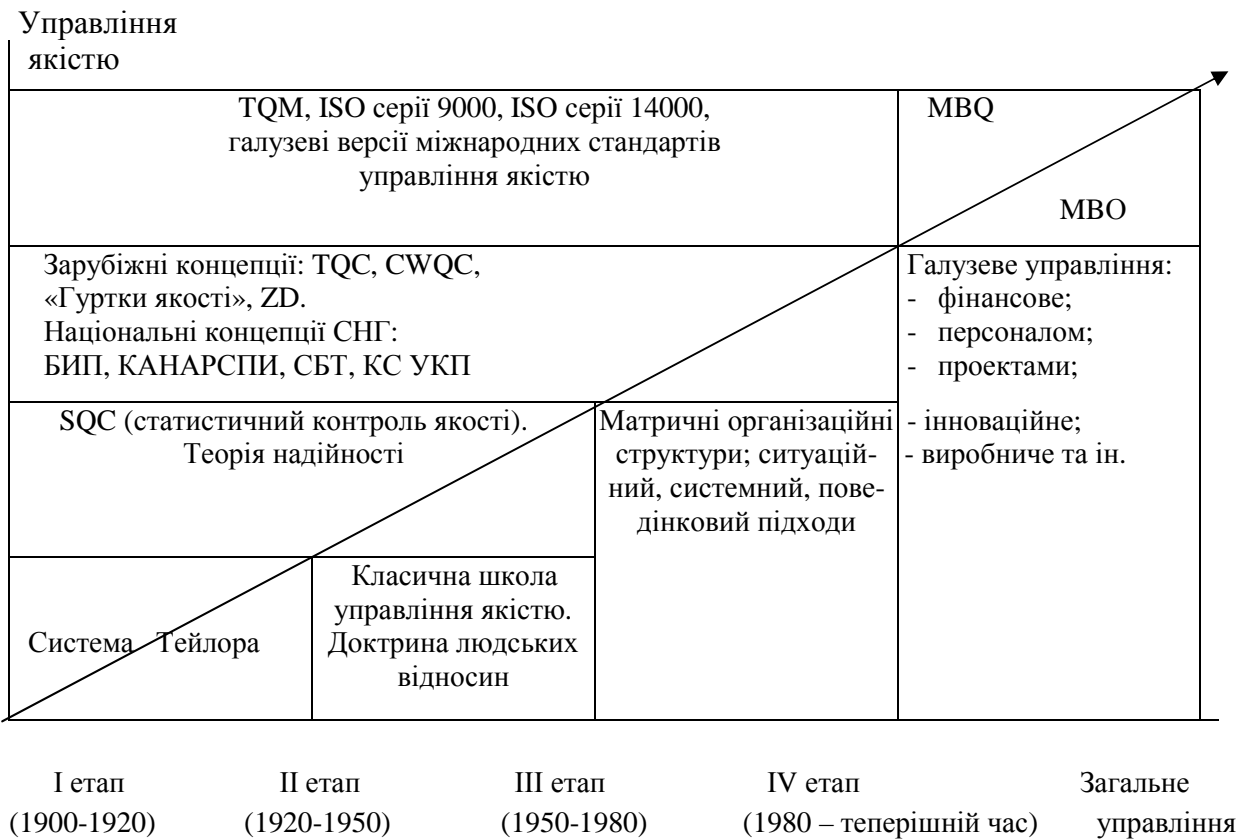 Управління
якістю
TQM, ISO серії 9000, ISO серії 14000,
галузеві версії міжнародних стандартів
управління якістю
MBQ
MBO
Зарубіжні концепції: TQC, CWQC,
«Гуртки якості», ZD.
Національні концепції СНГ:
БИП, КАНАРСПИ, СБТ, КС УКП
Галузеве управління:
- фінансове;
- персоналом;
- проектами;
- інноваційне;
- виробниче та ін.
SQC (статистичний контроль якості).
Теорія надійності
Матричні організаційні
структури; ситуацій-
ний, системний, пове-
дінковий підходи
Система Тейлора
Класична школа
управління якістю.
Доктрина людських
відносин
I етап II етап III етап IV етап Загальне
(1900-1920) (1920-1950) (1950-1980) (1980 – теперішній час) управління